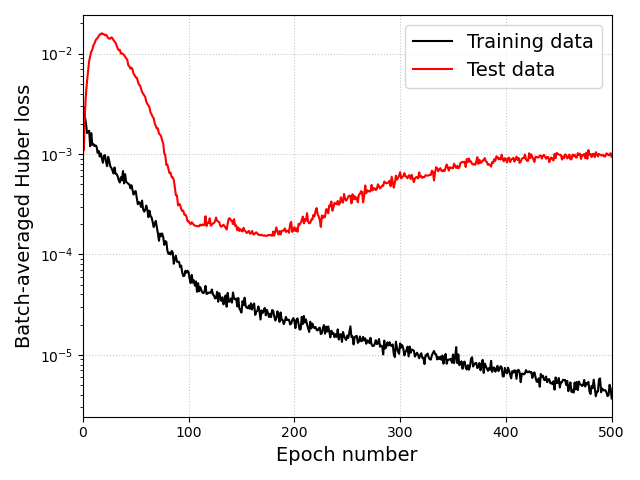 Training data
Test data
Batch-averaged Huber loss
10⁻²
10⁻³
10⁻⁴
10⁻⁵
0 100 200 300 400 500
Epoch number